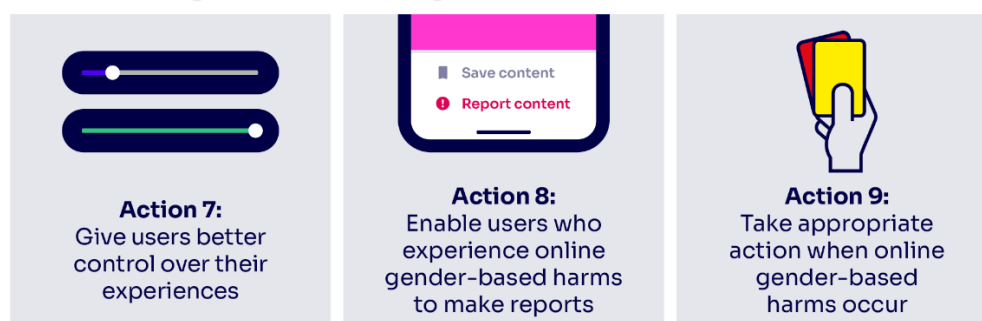 Save content
Report content
Action 7:
Give users better
control over their
experiences
Action 8:
Enable users who
experience online
gender-based harms
to make reports
Action 9:
Take appropriate
action when online
gender-based
harms occur